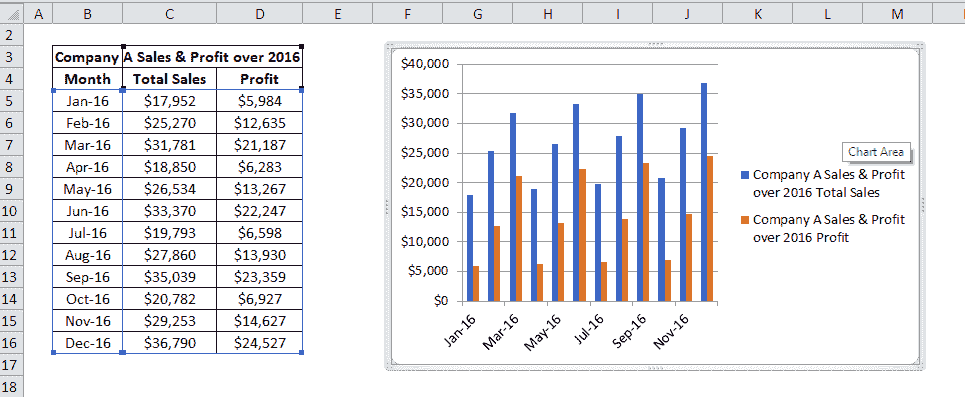 A B C D E F G H I J K L M
2
3 Company A Sales & Profit over 2016
4 Month Total Sales Profit
5 Jan-16 $17,952 $5,984
6 Feb-16 $25,270 $12,635
7 Mar-16 $31,781 $21,187
8 Apr-16 $18,850 $6,283
9 May-16 $26,534 $13,267
10 Jun-16 $33,370 $22,247
11 Jul-16 $19,793 $6,598
12 Aug-16 $27,860 $13,930
13 Sep-16 $35,039 $23,359
14 Oct-16 $20,782 $6,927
15 Nov-16 $29,253 $14,627
16 Dec-16 $36,790 $24,527
17
18
$40,000
$35,000
$30,000
$25,000
$20,000
$15,000
$10,000
$5,000
$0
Jan-16 Mar-16 May-16 Jul-16 Sep-16 Nov-16
Chart Area
Company A Sales & Profit
over 2016 Total Sales
Company A Sales & Profit
over 2016 Profit